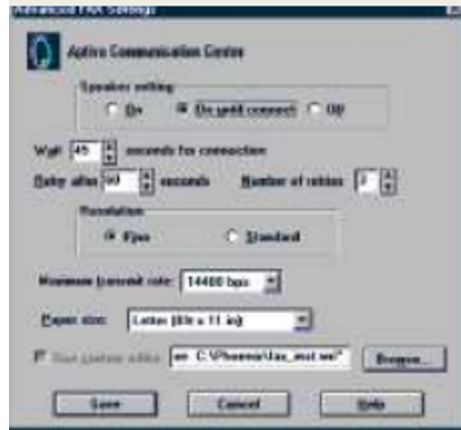 Advanced FAX Settings
Aptiva Communication Center
Speaker setting
On
On until connect
Off
Wait 45 seconds for connection
Retry after 60 seconds
Number of retries
Resolution
Fine
Standard
Maximum transmit rate: 14400 bps
Paper size: Letter (8½ x 11 in)
Browse...
Save
Cancel
Help